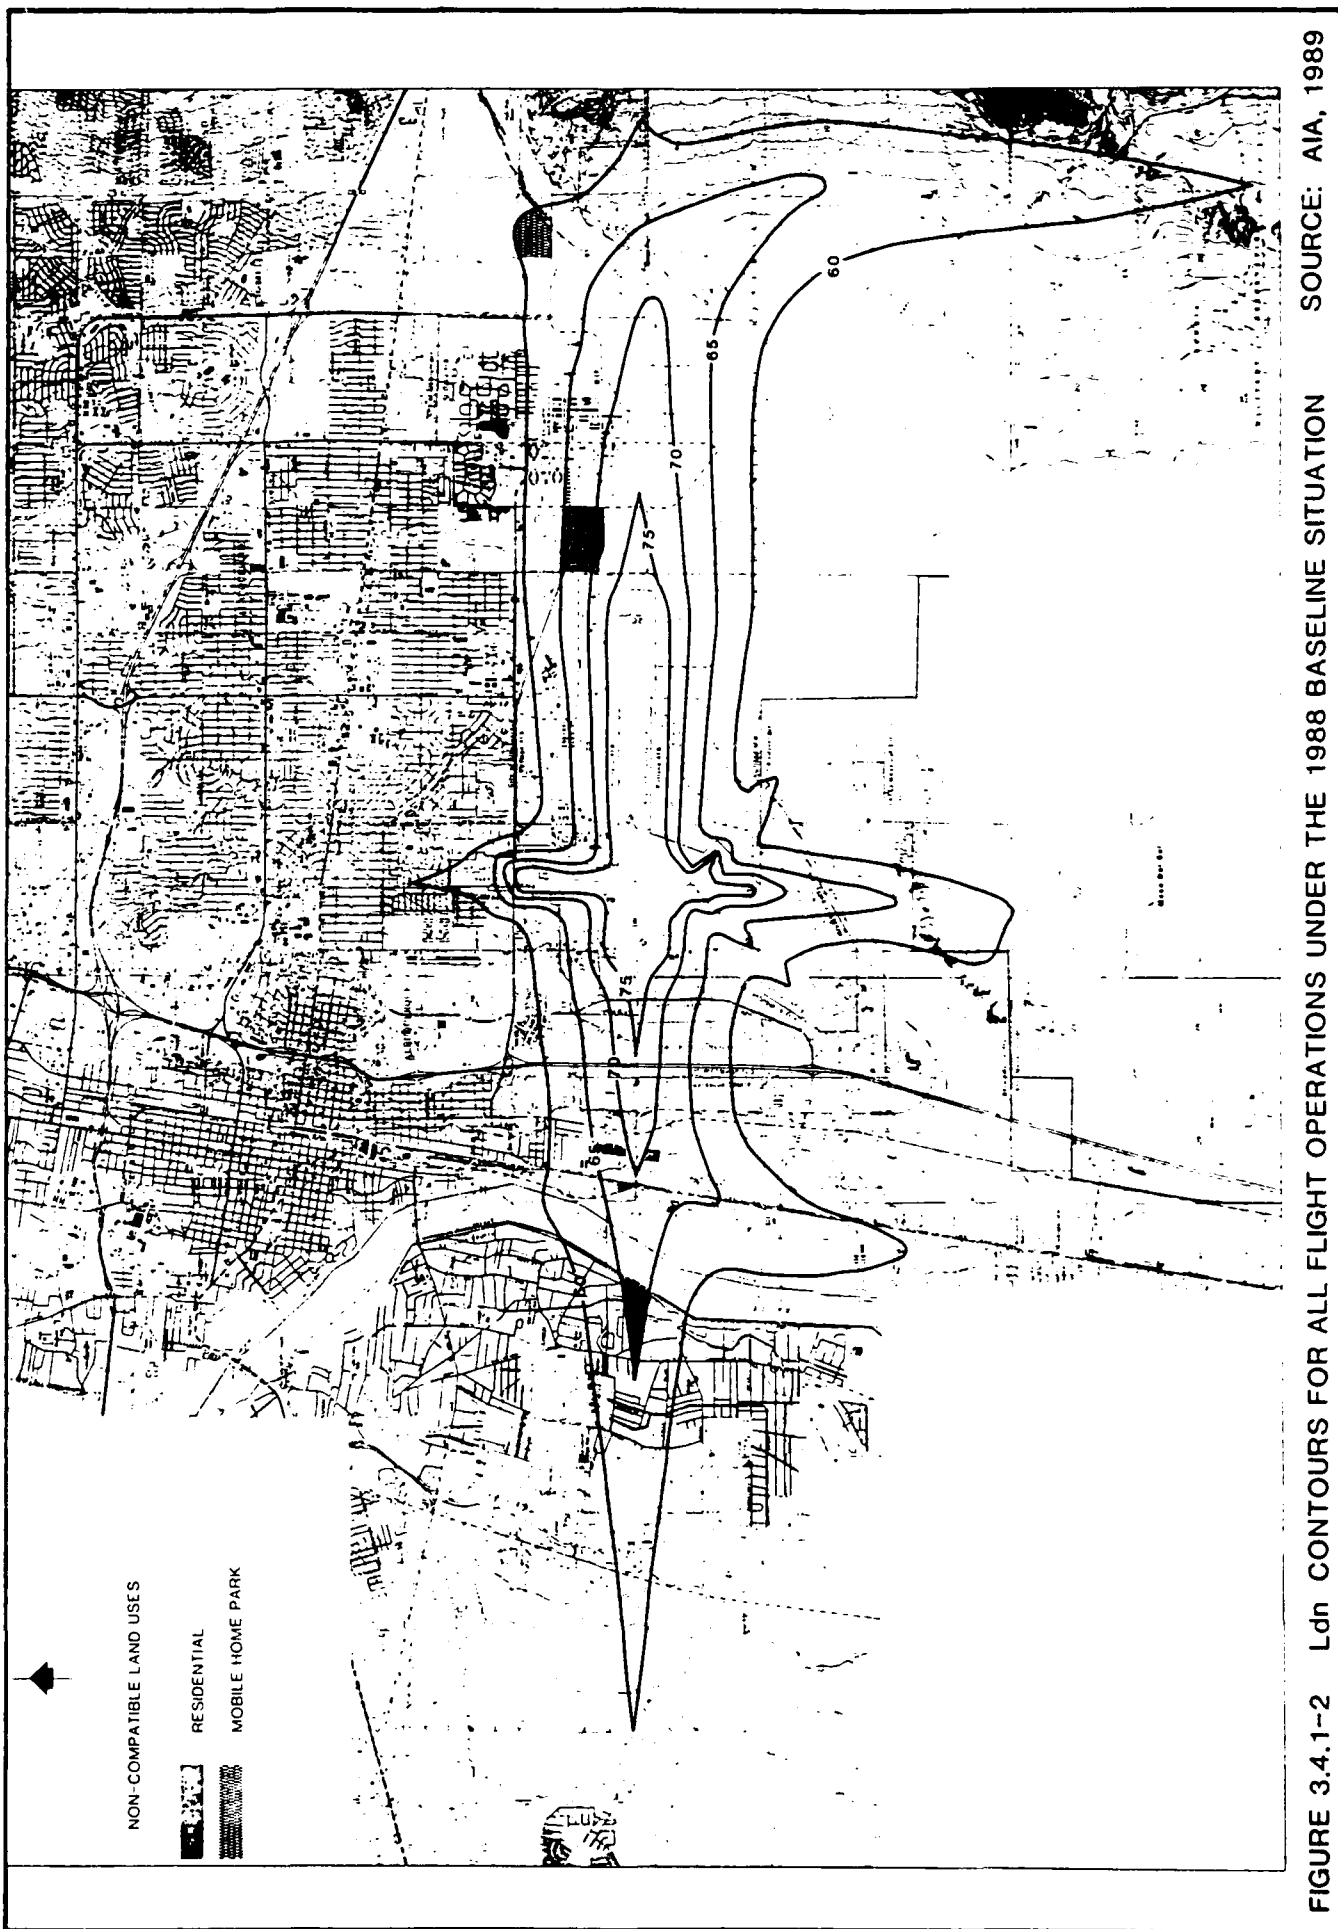 NON-COMPATIBLE LAND USES
RESIDENTIAL
MOBILE HOME PARK
60
65
70
75
75
70
65
60
FIGURE 3.4.1-2 Ldn CONTOURS FOR ALL FLIGHT OPERATIONS UNDER THE 1988 BASELINE SITUATION SOURCE: AIA, 1989